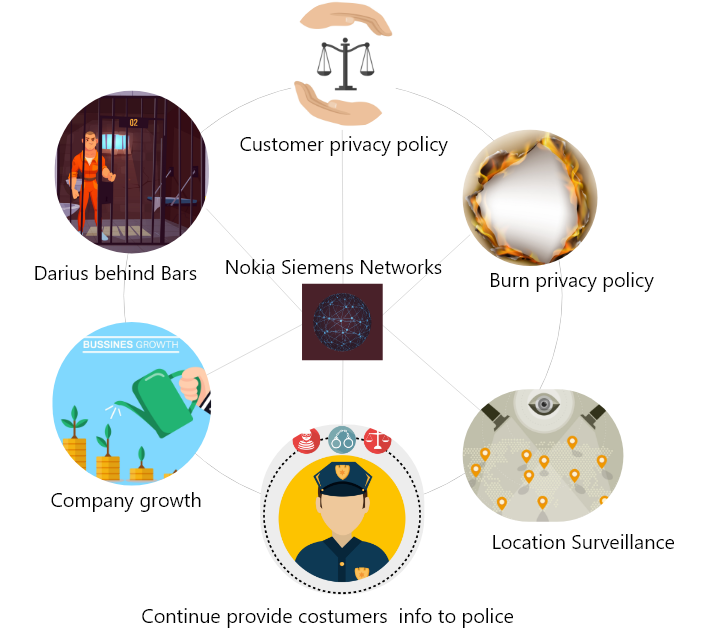 Customer privacy policy
02
Darius behind Bars
Nokia Siemens Networks
Burn privacy policy
BUSSINES GROWTH
Company growth
Location Surveillance
Continue provide costumers info to police